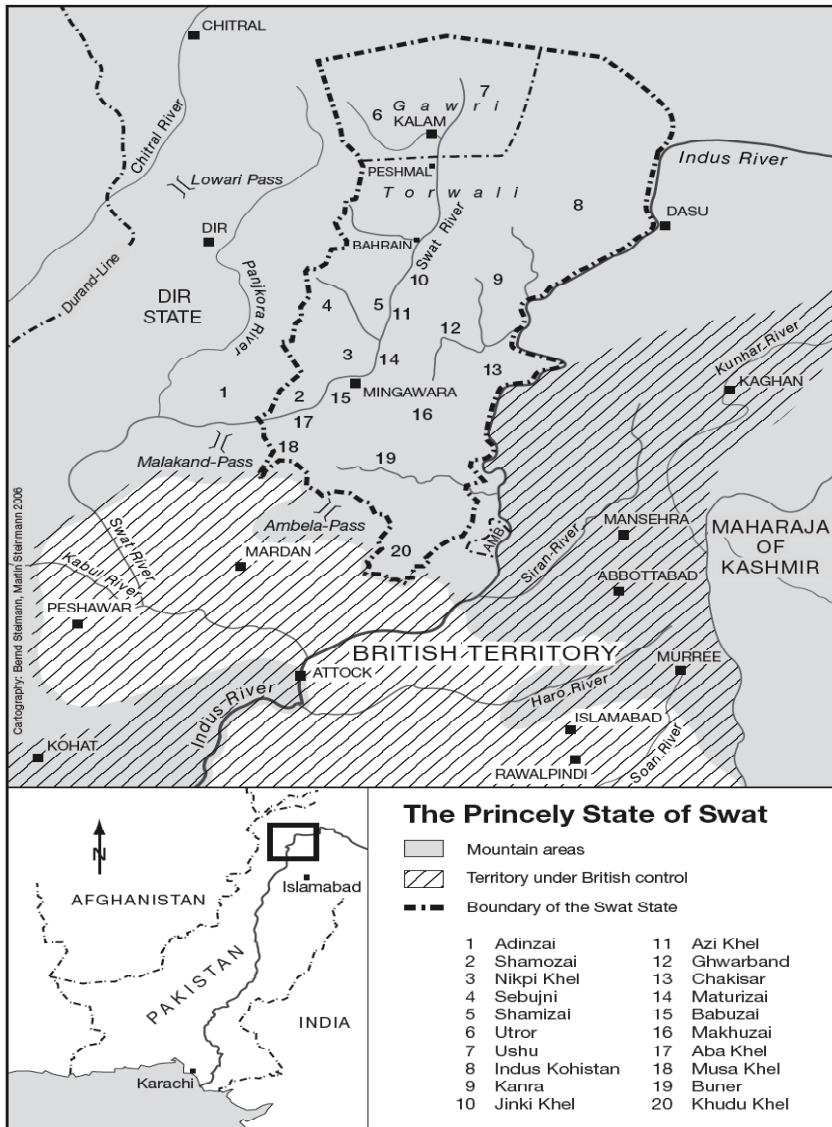 CHITRAL
7
6
Gawri
KALAM
Chitral River
Indus River
PESHMAL
Lowari Pass
Torwali
8
DASU
DIR
BAHRAIN
Swat River
Durand-Line
Panjkora River
10
9
DIR
STATE
4
5
11
12
Kunhar River
3
14
13
KAGHAN
1
2
15
MINGAWARA
16
17
Malakand-Pass
18
19
Ambela-Pass
AMB
Siran-River
MANSEHRA
MAHARAJA
OF
KASHMIR
Swat River
MARDAN
20
Kabul River
ABBOTTABAD
PESHAWAR
BRITISH TERRITORY
MURREE
ATTOCK
Haro River
Indus River
ISLAMABAD
KOHAT
RAWALPINDI
Soan River
Cartography: Bernd Steimann, Martin Steirmann 2006
N
Islamabad
AFGHANISTAN
PAKISTAN
INDIA
Karachi
The Princely State of Swat
Mountain areas
Territory under British control
Boundary of the Swat State
1 Adinzai
2 Shamozai
3 Nikpi Khel
4 Sebujni
5 Shamizai
6 Utror
7 Ushu
8 Indus Kohistan
9 Kanra
10 Jinki Khel
11 Azi Khel
12 Ghwarband
13 Chakisar
14 Maturizai
15 Babuzai
16 Makhuzai
17 Aba Khel
18 Musa Khel
19 Buner
20 Khudu Khel